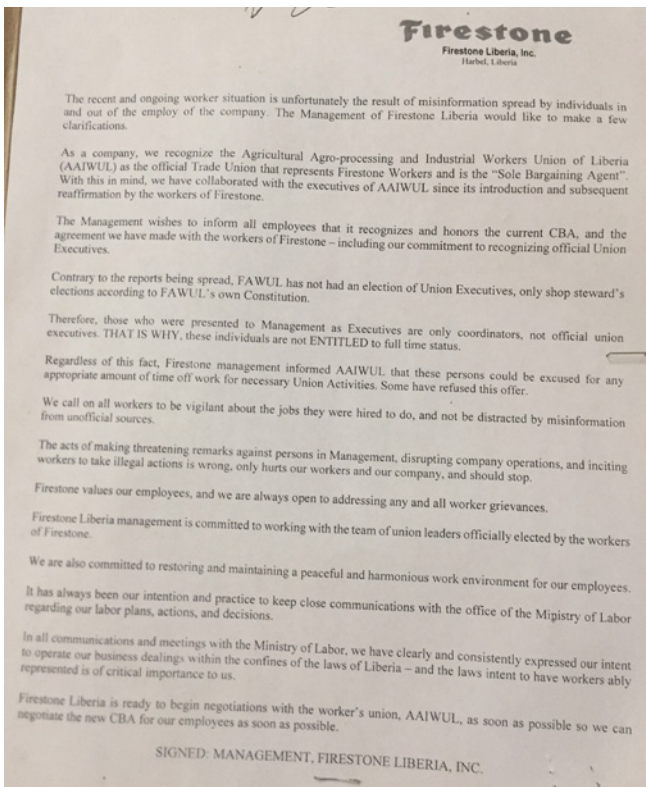 Firestone
Firestone Liberia, Inc.
Harbel, Liberia
The recent and ongoing worker situation is unfortunately the result of misinformation spread by individuals in
and out of the employ of the company. The Management of Firestone Liberia would like to make a few
clarifications.
As a company, we recognize the Agricultural Agro-processing and Industrial Workers Union of Liberia
(AAIWUL) as the official Trade Union that represents Firestone Workers and is the “Sole Bargaining Agent”.
With this in mind, we have collaborated with the executives of AAIWUL since its introduction and subsequent
reaffirmation by the workers of Firestone.
The Management wishes to inform all employees that it recognizes and honors the current CBA, and the
agreement we have made with the workers of Firestone – including our commitment to recognizing official Union
Executives.
Contrary to the reports being spread, FAWUL has not had an election of Union Executives, only shop steward’s
elections according to FAWUL’s own Constitution.
Therefore, those who were presented to Management as Executives are only coordinators, not official union
executives. THAT IS WHY, these individuals are not ENTITLED to full time status.
Regardless of this fact, Firestone management informed AAIWUL that these persons could be excused for any
appropriate amount of time off work for necessary Union Activities. Some have refused this offer.
We call on all workers to be vigilant about the jobs they were hired to do, and not be distracted by misinformation
from unofficial sources.
The acts of making threatening remarks against persons in Management, disrupting company operations, and inciting
workers to take illegal actions is wrong, only hurts our workers and our company, and should stop.
Firestone values our employees, and we are always open to addressing any and all worker grievances.
Firestone Liberia management is committed to working with the team of union leaders officially elected by the workers
of Firestone.
We are also committed to restoring and maintaining a peaceful and harmonious work environment for our employees.
It has always been our intention and practice to keep close communications with the office of the Ministry of Labor
regarding our labor plans, actions, and decisions.
In all communications and meetings with the Ministry of Labor, we have clearly and consistently expressed our intent
to operate our business dealings within the confines of the laws of Liberia – and the laws intent to have workers ably
represented is of critical importance to us.
Firestone Liberia is ready to begin negotiations with the worker’s union, AAIWUL, as soon as possible so we can
negotiate the new CBA for our employees as soon as possible.
SIGNED: MANAGEMENT, FIRESTONE LIBERIA, INC.